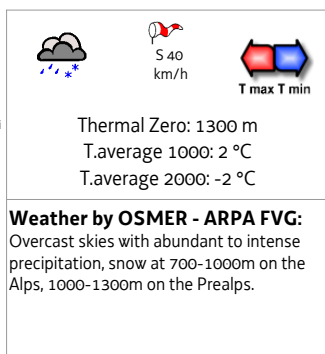 S 40
km/h
T max T min
Thermal Zero: 1300 m
T.average 1000: 2 °C
T.average 2000: -2 °C
Weather by OSMER - ARPA FVG:
Overcast skies with abundant to intense
precipitation, snow at 700-1000m on the
Alps, 1000-1300m on the Prealps.